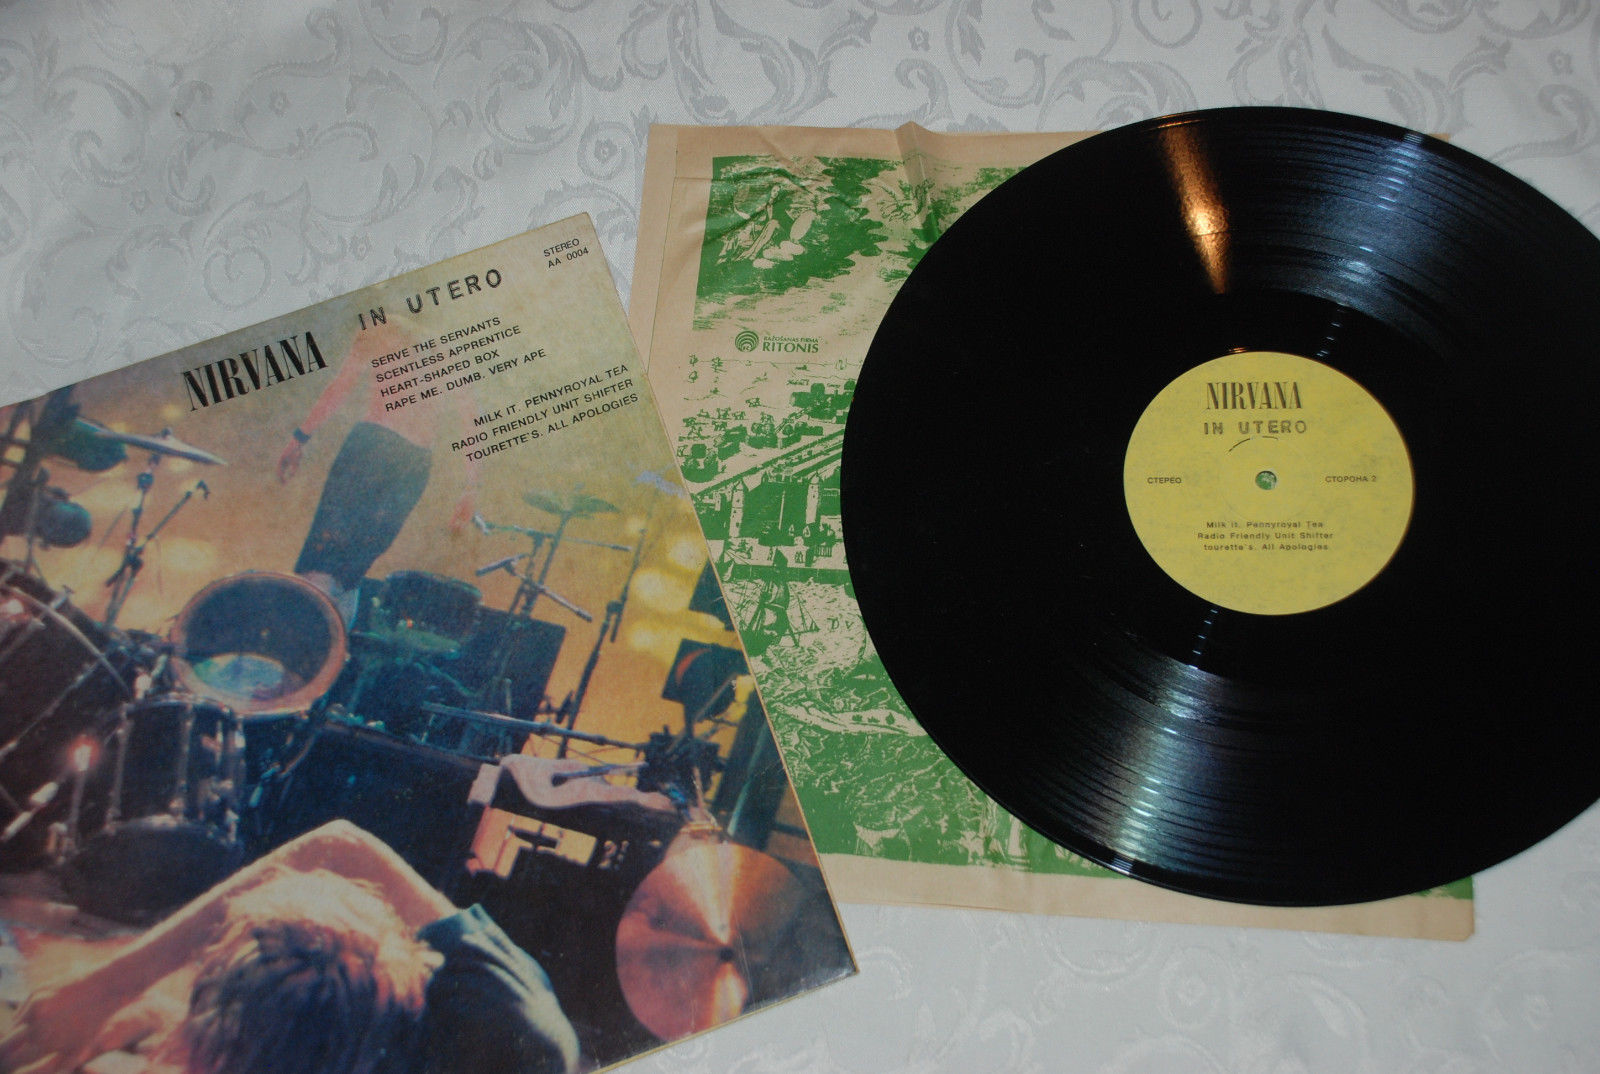 STEREO
AA 0004
NIRVANA
IN UTERO
SERVE THE SERVANTS
SCENTLESS APPRENTICE
HEART-SHAPED BOX
RAPE ME. DUMB. VERY APE
MILK IT. PENNYROYAL TEA
RADIO FRIENDLY UNIT SHIFTER
TOURETTE'S. ALL APOLOGIES
RAŽOŠANAS FIRMA
RITONIS
NIRVANA
IN UTERO
СТЕРЕО
СТОРОНА 2
Milk it. Pennyroyal Tea
Radio Friendly Unit Shifter
tourette's. All Apologies